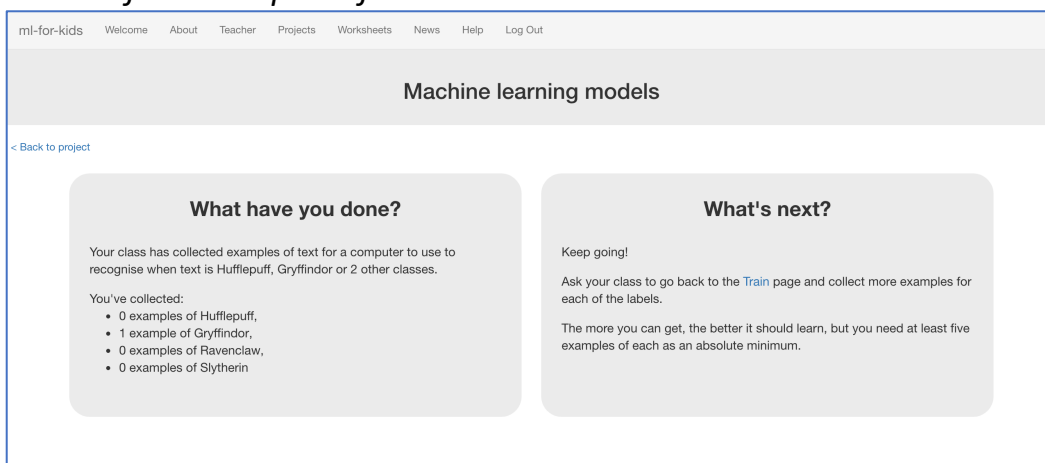 ml-for-kids Welcome About Teacher Projects Worksheets News Help Log Out
Machine learning models
< Back to project
What have you done?
Your class has collected examples of text for a computer to use to
recognise when text is Hufflepuff, Gryffindor or 2 other classes.
You've collected:
• 0 examples of Hufflepuff,
• 1 example of Gryffindor,
• 0 examples of Ravenclaw,
• 0 examples of Slytherin
What's next?
Keep going!
Ask your class to go back to the Train page and collect more examples for
each of the labels.
The more you can get, the better it should learn, but you need at least five
examples of each as an absolute minimum.